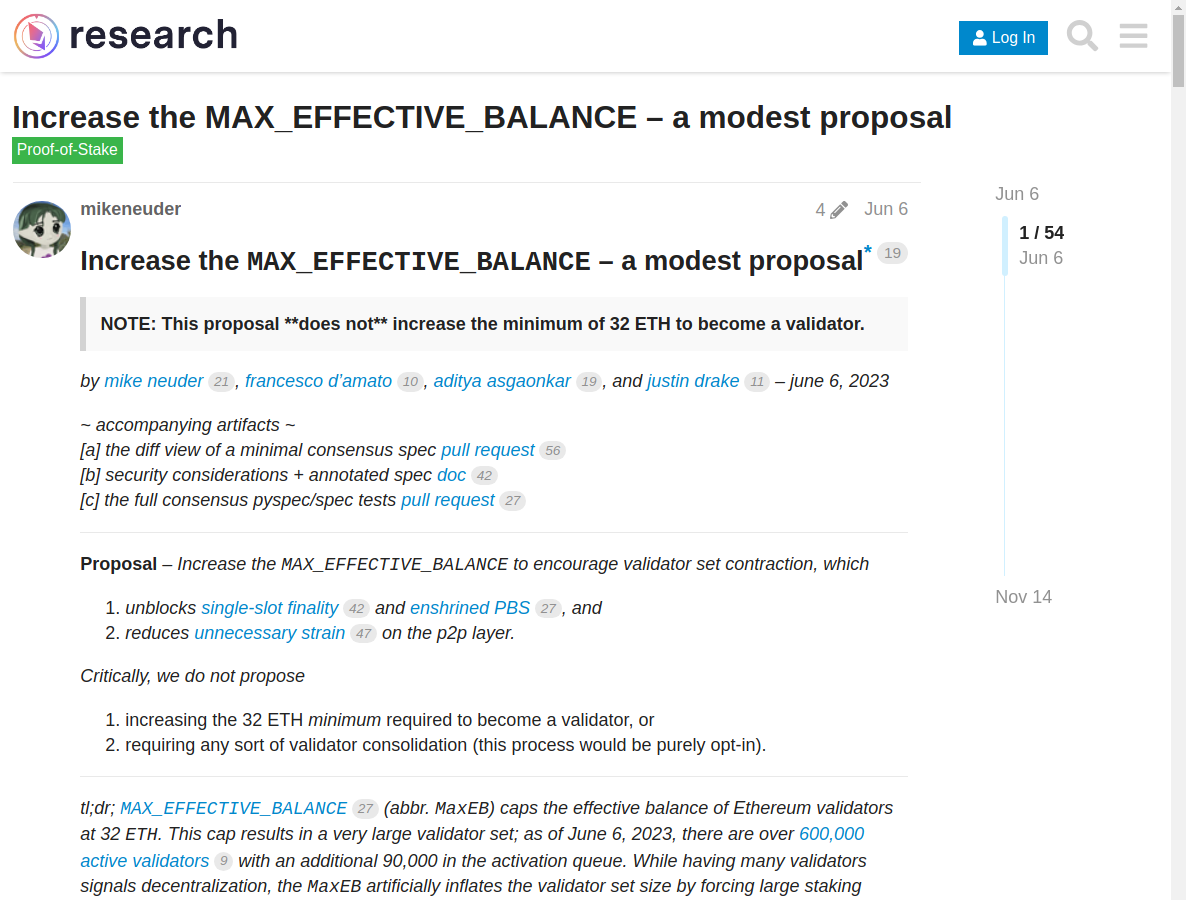 research
Log In
Increase the MAX_EFFECTIVE_BALANCE – a modest proposal
Proof-of-Stake
mikeneuder
4
Jun 6
Increase the MAX_EFFECTIVE_BALANCE – a modest proposal* 19
NOTE: This proposal **does not** increase the minimum of 32 ETH to become a validator.
by mike neuder 21, francesco d’amato 10, aditya asgaonkar 19, and justin drake 11 – june 6, 2023
~ accompanying artifacts ~
[a] the diff view of a minimal consensus spec pull request 56
[b] security considerations + annotated spec doc 42
[c] the full consensus pyspec/spec tests pull request 27
Proposal – Increase the MAX_EFFECTIVE_BALANCE to encourage validator set contraction, which
1. unblocks single-slot finality 42 and enshrined PBS 27, and
2. reduces unnecessary strain 47 on the p2p layer.
Critically, we do not propose
1. increasing the 32 ETH minimum required to become a validator, or
2. requiring any sort of validator consolidation (this process would be purely opt-in).
tl;dr; MAX_EFFECTIVE_BALANCE 27 (abbr. MaxEB) caps the effective balance of Ethereum validators
at 32 ETH. This cap results in a very large validator set; as of June 6, 2023, there are over 600,000
active validators 9 with an additional 90,000 in the activation queue. While having many validators
signals decentralization, the MaxEB artificially inflates the validator set size by forcing large staking
Jun 6
1 / 54
Jun 6
Nov 14